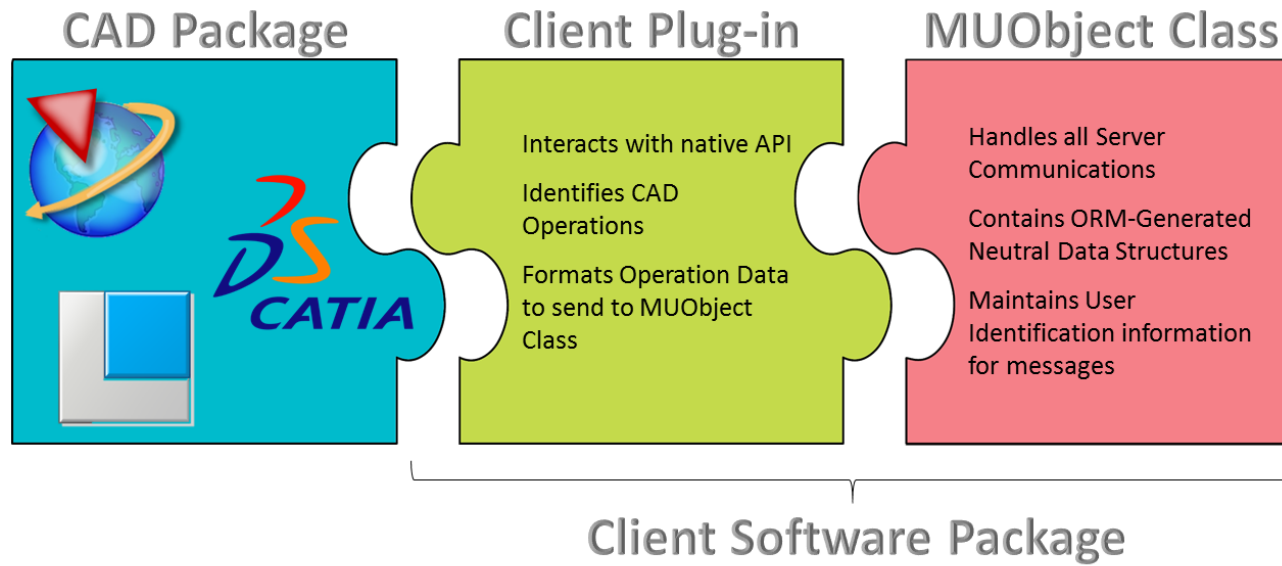 CAD Package
Client Plug-in
MUObject Class
CATIA
Interacts with native API
Identifies CAD
Operations
Formats Operation Data
to send to MUObject
Class
Handles all Server
Communications
Contains ORM-Generated
Neutral Data Structures
Maintains User
Identification information
for messages
Client Software Package